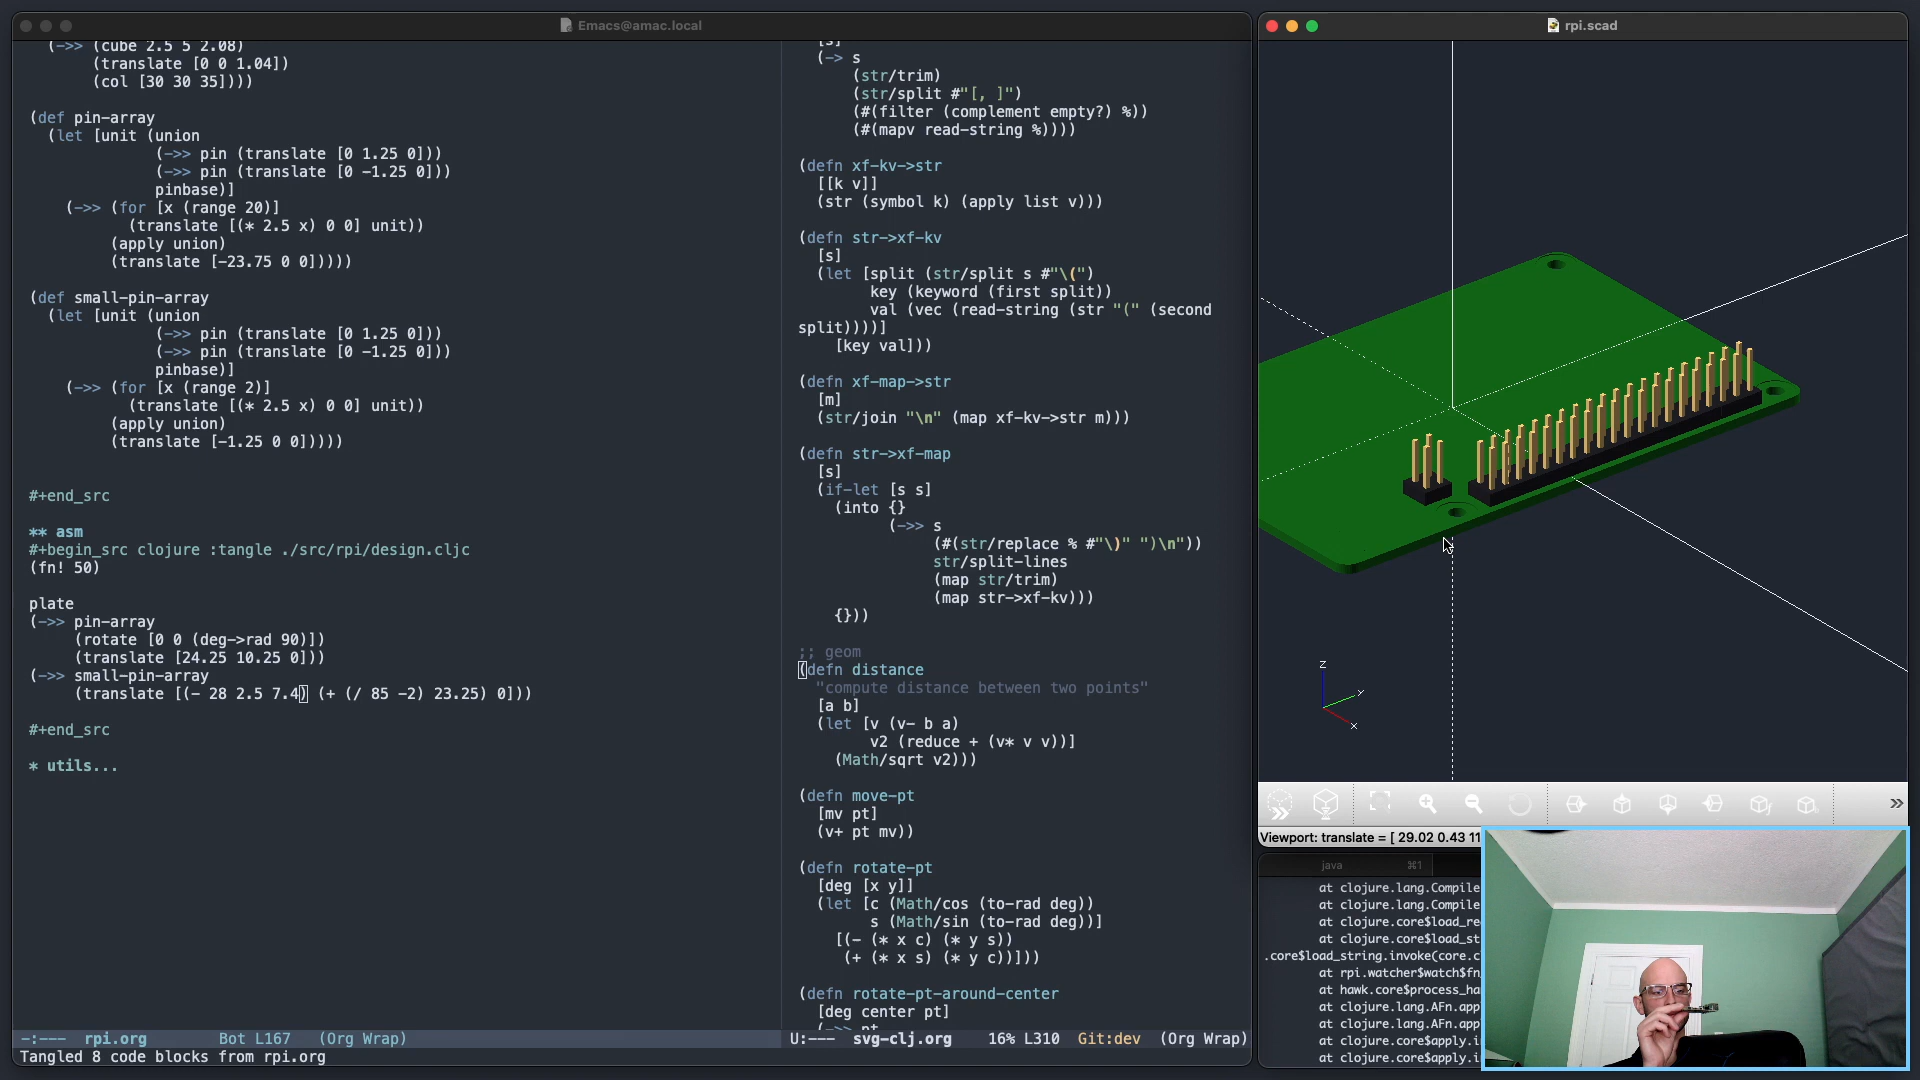 Emacs@amac.local
(->> (cube 2.5 5 2.08)
(translate [0 0 1.04])
(col [30 30 35])))
(def pin-array
(let [unit (union
(->> pin (translate [0 1.25 0]))
(->> pin (translate [0 -1.25 0]))
pinbase)]
(->> (for [x (range 20)]
(translate [(* 2.5 x) 0 0] unit))
(apply union)
(translate [-23.75 0 0]))))
(def small-pin-array
(let [unit (union
(->> pin (translate [0 1.25 0]))
(->> pin (translate [0 -1.25 0]))
pinbase)]
(->> (for [x (range 2)]
(translate [(* 2.5 x) 0 0] unit))
(apply union)
(translate [-1.25 0 0]))))
#+end_src
** asm
#+begin_src clojure :tangle ./src/rpi/design.cljc
(fn! 50)
plate
(->> pin-array
(rotate [0 0 (deg->rad 90)])
(translate [24.25 10.25 0]))
(->> small-pin-array
(translate [(- 28 2.5 7.4) (+ (/ 85 -2) 23.25) 0]))
#+end_src
* utils...
-:--- rpi.org Bot L167 (Org Wrap)
Tangled 8 code blocks from rpi.org
[s]
(-> s
(str/trim)
(str/split #"[, ]")
(#(filter (complement empty?) %))
(#(mapv read-string %))))
(defn xf-kv->str
[[k v]]
(str (symbol k) (apply list v)))
(defn str->xf-kv
[s]
(let [split (str/split s #"\(")
key (keyword (first split))
val (vec (read-string (str "(" (second
split))))]
[key val]))
(defn xf-map->str
[m]
(str/join "\n" (map xf-kv->str m)))
(defn str->xf-map
[s]
(if-let [s s]
(into {}
(->> s
(#(str/replace % #"\)" ")\n"))
str/split-lines
(map str/trim)
(map str->xf-kv)))
{}))
;; geom
(defn distance
"compute distance between two points"
[a b]
(let [v (v- b a)
v2 (reduce + (v* v v))]
(Math/sqrt v2)))
(defn move-pt
[mv pt]
(v+ pt mv))
(defn rotate-pt
[deg [x y]]
(let [c (Math/cos (to-rad deg))
s (Math/sin (to-rad deg))]
[(- (* x c) (* y s))
(+ (* x s) (* y c))]))
(defn rotate-pt-around-center
[deg center pt]
(->> pt
U:--- svg-clj.org 16% L310 Git:dev (Org Wrap)
rpi.scad
Z
Y
X
»
Viewport: translate = [ 29.02 0.43 11
java ⌘1
at clojure.lang.Compile
at clojure.lang.Compile
at clojure.core$load_re
at clojure.core$load_st
.core$load_string.invoke(core.c
at rpi.watcher$watch$fn
at hawk.core$process_ha
at clojure.lang.AFn.app
at clojure.lang.AFn.app
at clojure.core$apply.i
at clojure.core$apply.i